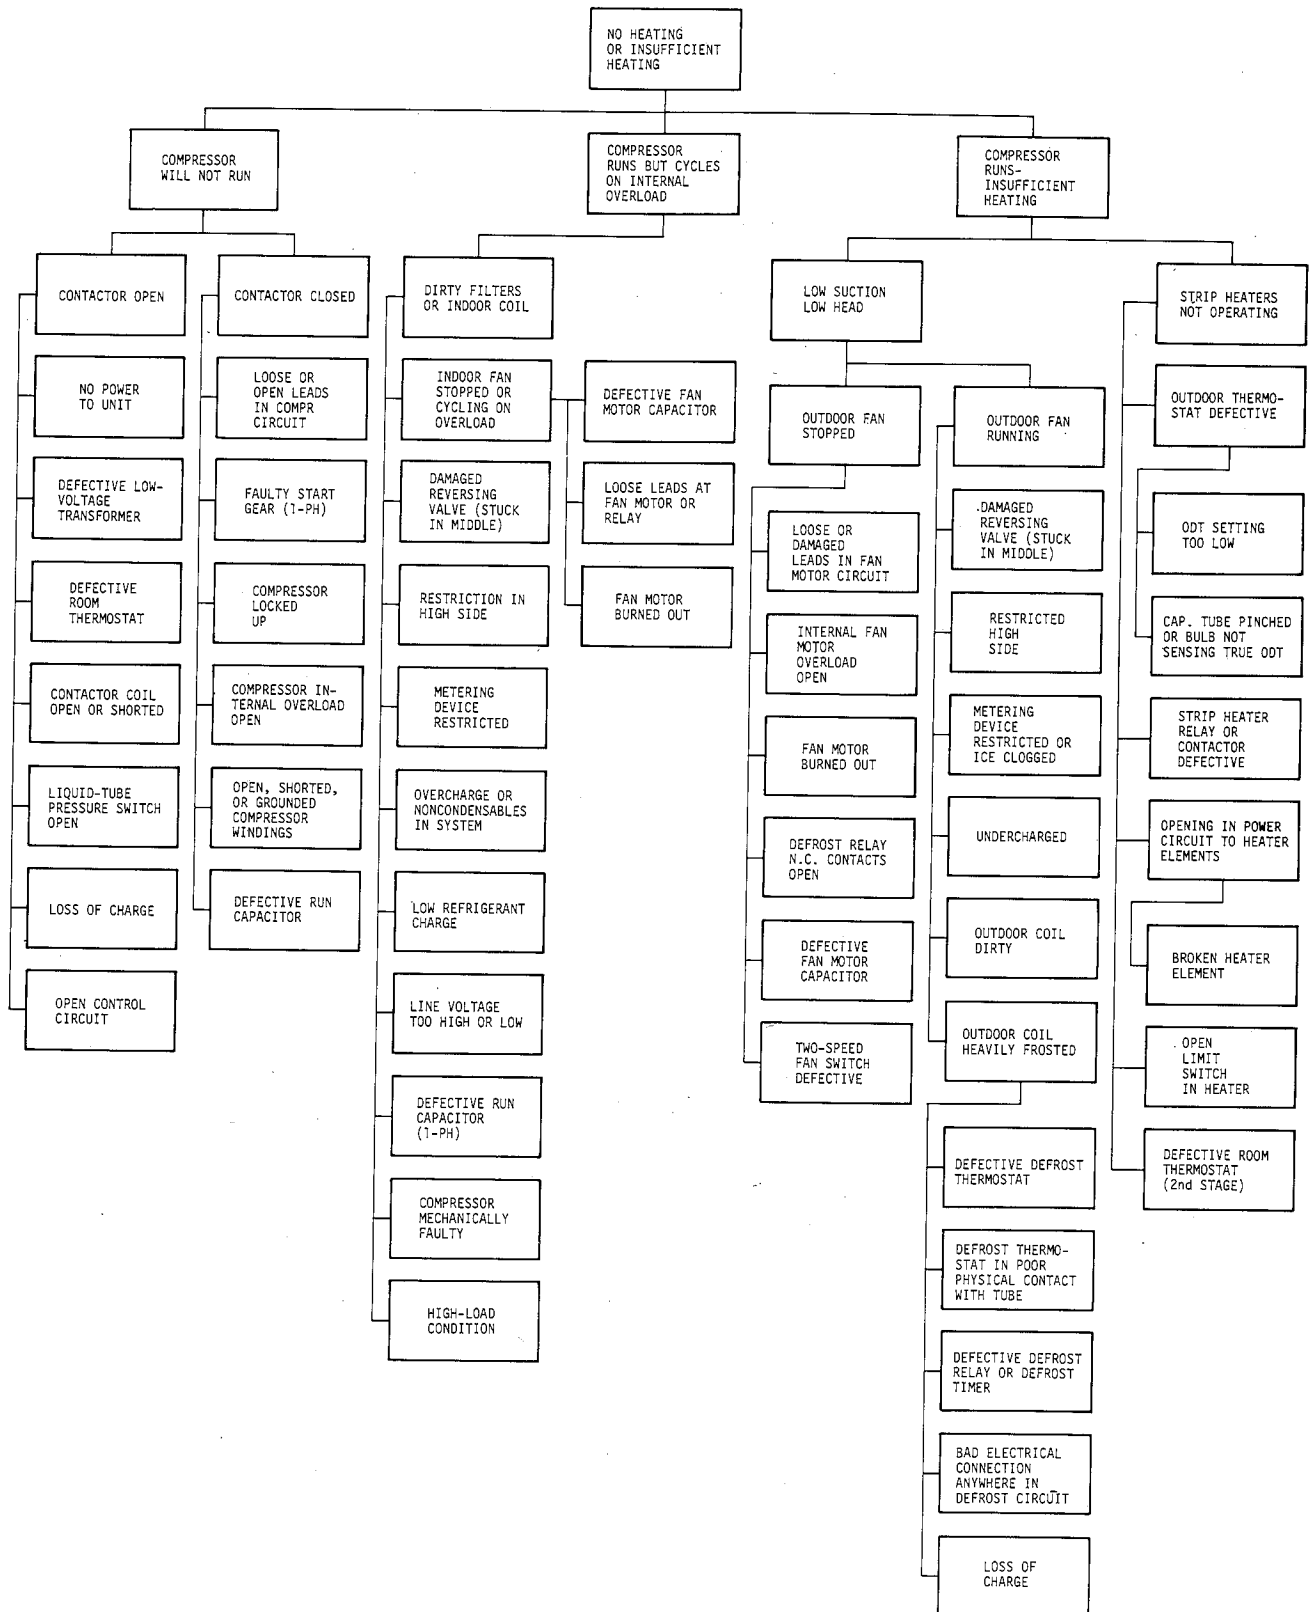 NO HEATING
OR INSUFFICIENT
HEATING
COMPRESSOR
WILL NOT RUN
COMPRESSOR
RUNS BUT CYCLES
ON INTERNAL
OVERLOAD
COMPRESSOR
RUNS-
INSUFFICIENT
HEATING
CONTACTOR OPEN
NO POWER
TO UNIT
DEFECTIVE LOW-
VOLTAGE
TRANSFORMER
DEFECTIVE
ROOM
THERMOSTAT
CONTACTOR COIL
OPEN OR SHORTED
LIQUID-TUBE
PRESSURE SWITCH
OPEN
LOSS OF CHARGE
OPEN CONTROL
CIRCUIT
CONTACTOR CLOSED
LOOSE OR
OPEN LEADS
IN COMPR
CIRCUIT
FAULTY START
GEAR (1-PH)
COMPRESSOR
LOCKED
UP
COMPRESSOR IN-
TERNAL OVERLOAD
OPEN
OPEN, SHORTED,
OR GROUNDED
COMPRESSOR
WINDINGS
DEFECTIVE RUN
CAPACITOR
DIRTY FILTERS
OR INDOOR COIL
INDOOR FAN
STOPPED OR
CYCLING ON
OVERLOAD
DAMAGED
REVERSING
VALVE (STUCK
IN MIDDLE)
RESTRICTION IN
HIGH SIDE
METERING
DEVICE
RESTRICTED
OVERCHARGE OR
NONCONDENSABLES
IN SYSTEM
LOW REFRIGERANT
CHARGE
LINE VOLTAGE
TOO HIGH OR LOW
DEFECTIVE RUN
CAPACITOR
(1-PH)
COMPRESSOR
MECHANICALLY
FAULTY
HIGH-LOAD
CONDITION
DEFECTIVE FAN
MOTOR CAPACITOR
LOOSE LEADS AT
FAN MOTOR OR
RELAY
FAN MOTOR
BURNED OUT
LOW SUCTION
LOW HEAD
OUTDOOR FAN
STOPPED
LOOSE OR
DAMAGED
LEADS IN FAN
MOTOR CIRCUIT
INTERNAL FAN
MOTOR
OVERLOAD
OPEN
FAN MOTOR
BURNED OUT
DEFROST RELAY
N.C. CONTACTS
OPEN
DEFECTIVE
FAN MOTOR
CAPACITOR
TWO-SPEED
FAN SWITCH
DEFECTIVE
OUTDOOR FAN
RUNNING
DAMAGED
REVERSING
VALVE (STUCK
IN MIDDLE)
RESTRICTED
HIGH
SIDE
METERING
DEVICE
RESTRICTED OR
ICE CLOGGED
UNDERCHARGED
OUTDOOR COIL
DIRTY
OUTDOOR COIL
HEAVILY FROSTED
DEFECTIVE DEFROST
THERMOSTAT
DEFROST THERMO-
STAT IN POOR
PHYSICAL CONTACT
WITH TUBE
DEFECTIVE DEFROST
RELAY OR DEFROST
TIMER
BAD ELECTRICAL
CONNECTION
ANYWHERE IN
DEFROST CIRCUIT
LOSS OF
CHARGE
STRIP HEATERS
NOT OPERATING
OUTDOOR THERMO-
STAT DEFECTIVE
ODT SETTING
TOO LOW
CAP. TUBE PINCHED
OR BULB NOT
SENSING TRUE ODT
STRIP HEATER
RELAY OR
CONTACTOR
DEFECTIVE
OPENING IN POWER
CIRCUIT TO HEATER
ELEMENTS
BROKEN HEATER
ELEMENT
OPEN
LIMIT
SWITCH
IN HEATER
DEFECTIVE ROOM
THERMOSTAT
(2nd STAGE)